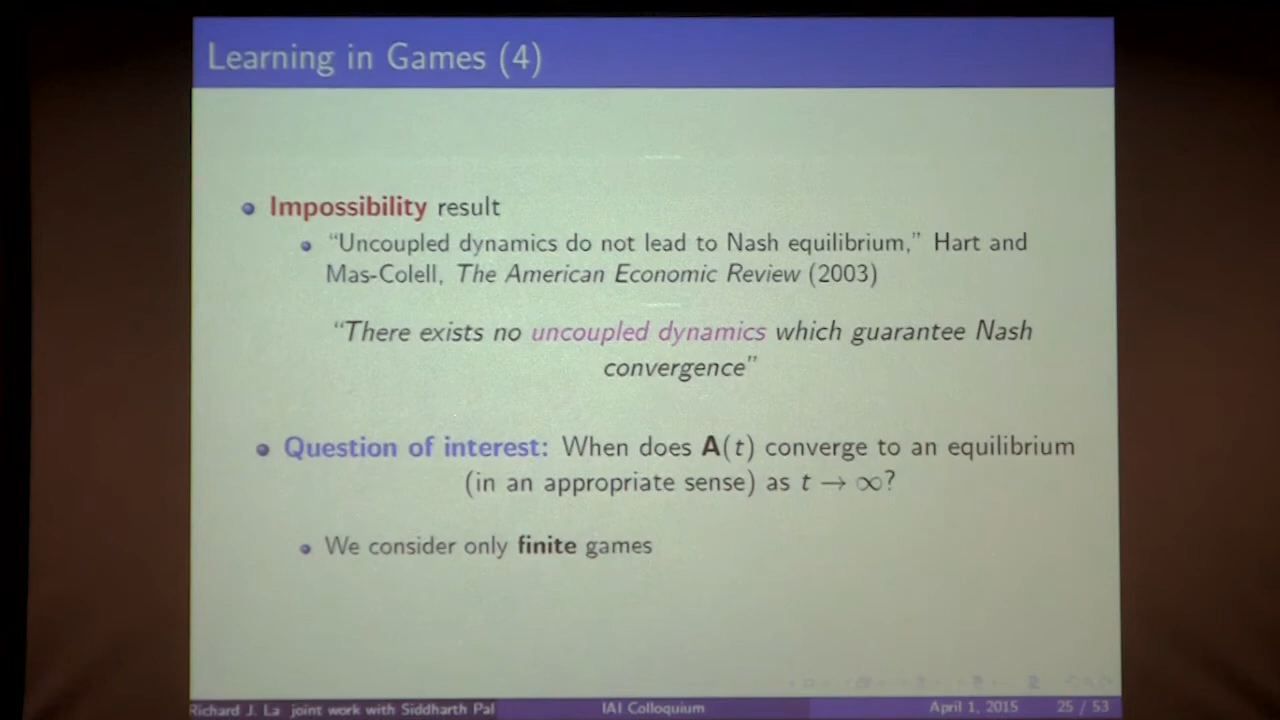 Learning in Games (4)
Impossibility result
“Uncoupled dynamics do not lead to Nash equilibrium,” Hart and
Mas-Colell, The American Economic Review (2003)
“There exists no uncoupled dynamics which guarantee Nash
convergence”
Question of interest: When does A(t) converge to an equilibrium
(in an appropriate sense) as t → ∞?
We consider only finite games
Richard J. La joint work with Siddharth Pal IAI Colloquium April 1, 2015 25 / 53